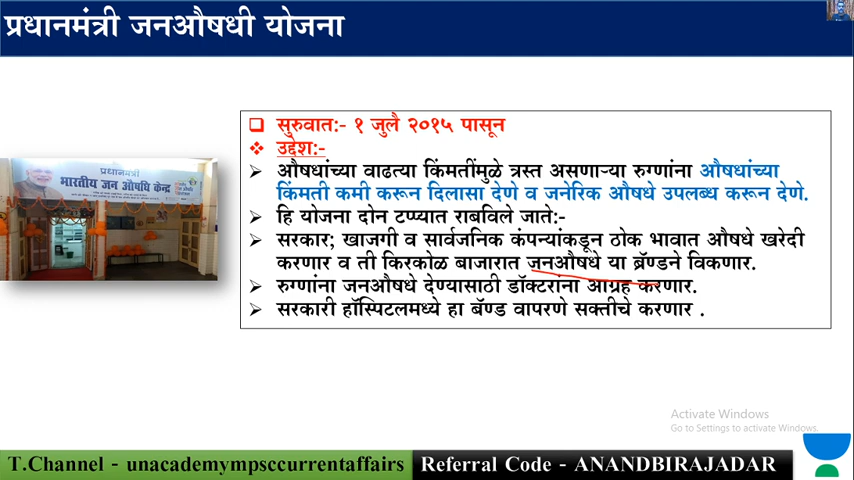 प्रधानमंत्री जनऔषधी योजना
सुरुवात:- १ जुलै २०१५ पासून
उद्देश:-
औषधांच्या वाढत्या किंमतींमुळे त्रस्त असणाऱ्या रुग्णांना औषधांच्या
किंमती कमी करून दिलासा देणे व जनेरिक औषधे उपलब्ध करून देणे.
हि योजना दोन टप्प्यात राबविले जाते:-
सरकार; खाजगी व सार्वजनिक कंपन्याकडून ठोक भावात औषधे खरेदी
करणार व ती किरकोळ बाजारात जनऔषधे या ब्रॅण्डने विकणार.
रुग्णांना जनऔषधे देण्यासाठी डॉक्टरांना आग्रह करणार.
सरकारी हॉस्पिटलमध्ये हा बॅण्ड वापरणे सक्तीचे करणार .
प्रधानमंत्री
भारतीय जन औषधि केन्द्र
Activate Windows
Go to Settings to activate Windows.
T.Channel - unacademympsccurrentaffairs
Referral Code - ANANDBIRAJADAR